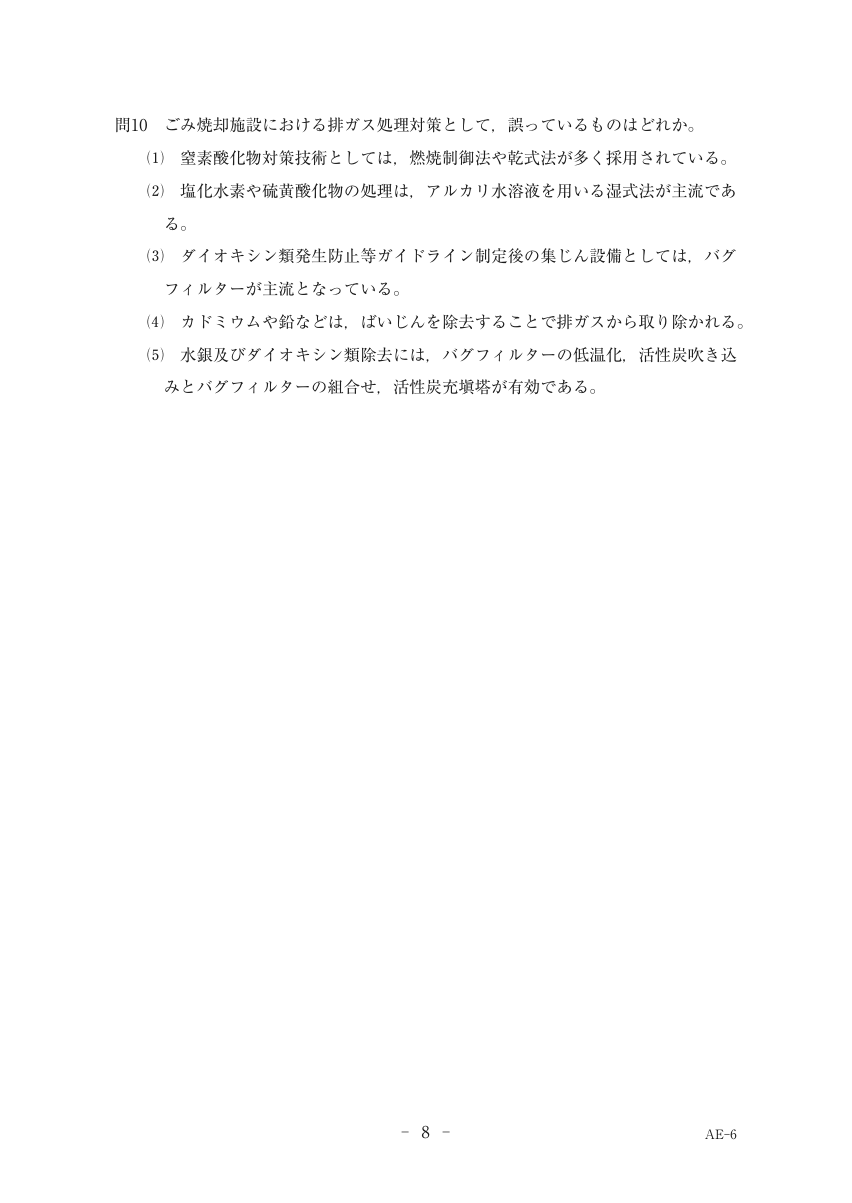 問10　ごみ焼却施設における排ガス処理対策として，誤っているものはどれか。
⑴　窒素酸化物対策技術としては，燃焼制御法や乾式法が多く採用されている。
⑵　塩化水素や硫黄酸化物の処理は，アルカリ水溶液を用いる湿式法が主流であ
る。
⑶　ダイオキシン類発生防止等ガイドライン制定後の集じん設備としては，バグ
フィルターが主流となっている。
⑷　カドミウムや鉛などは，ばいじんを除去することで排ガスから取り除かれる。
⑸　水銀及びダイオキシン類除去には，バグフィルターの低温化，活性炭吹き込
みとバグフィルターの組合せ，活性炭充塡塔が有効である。
－ 8 －
AE-6